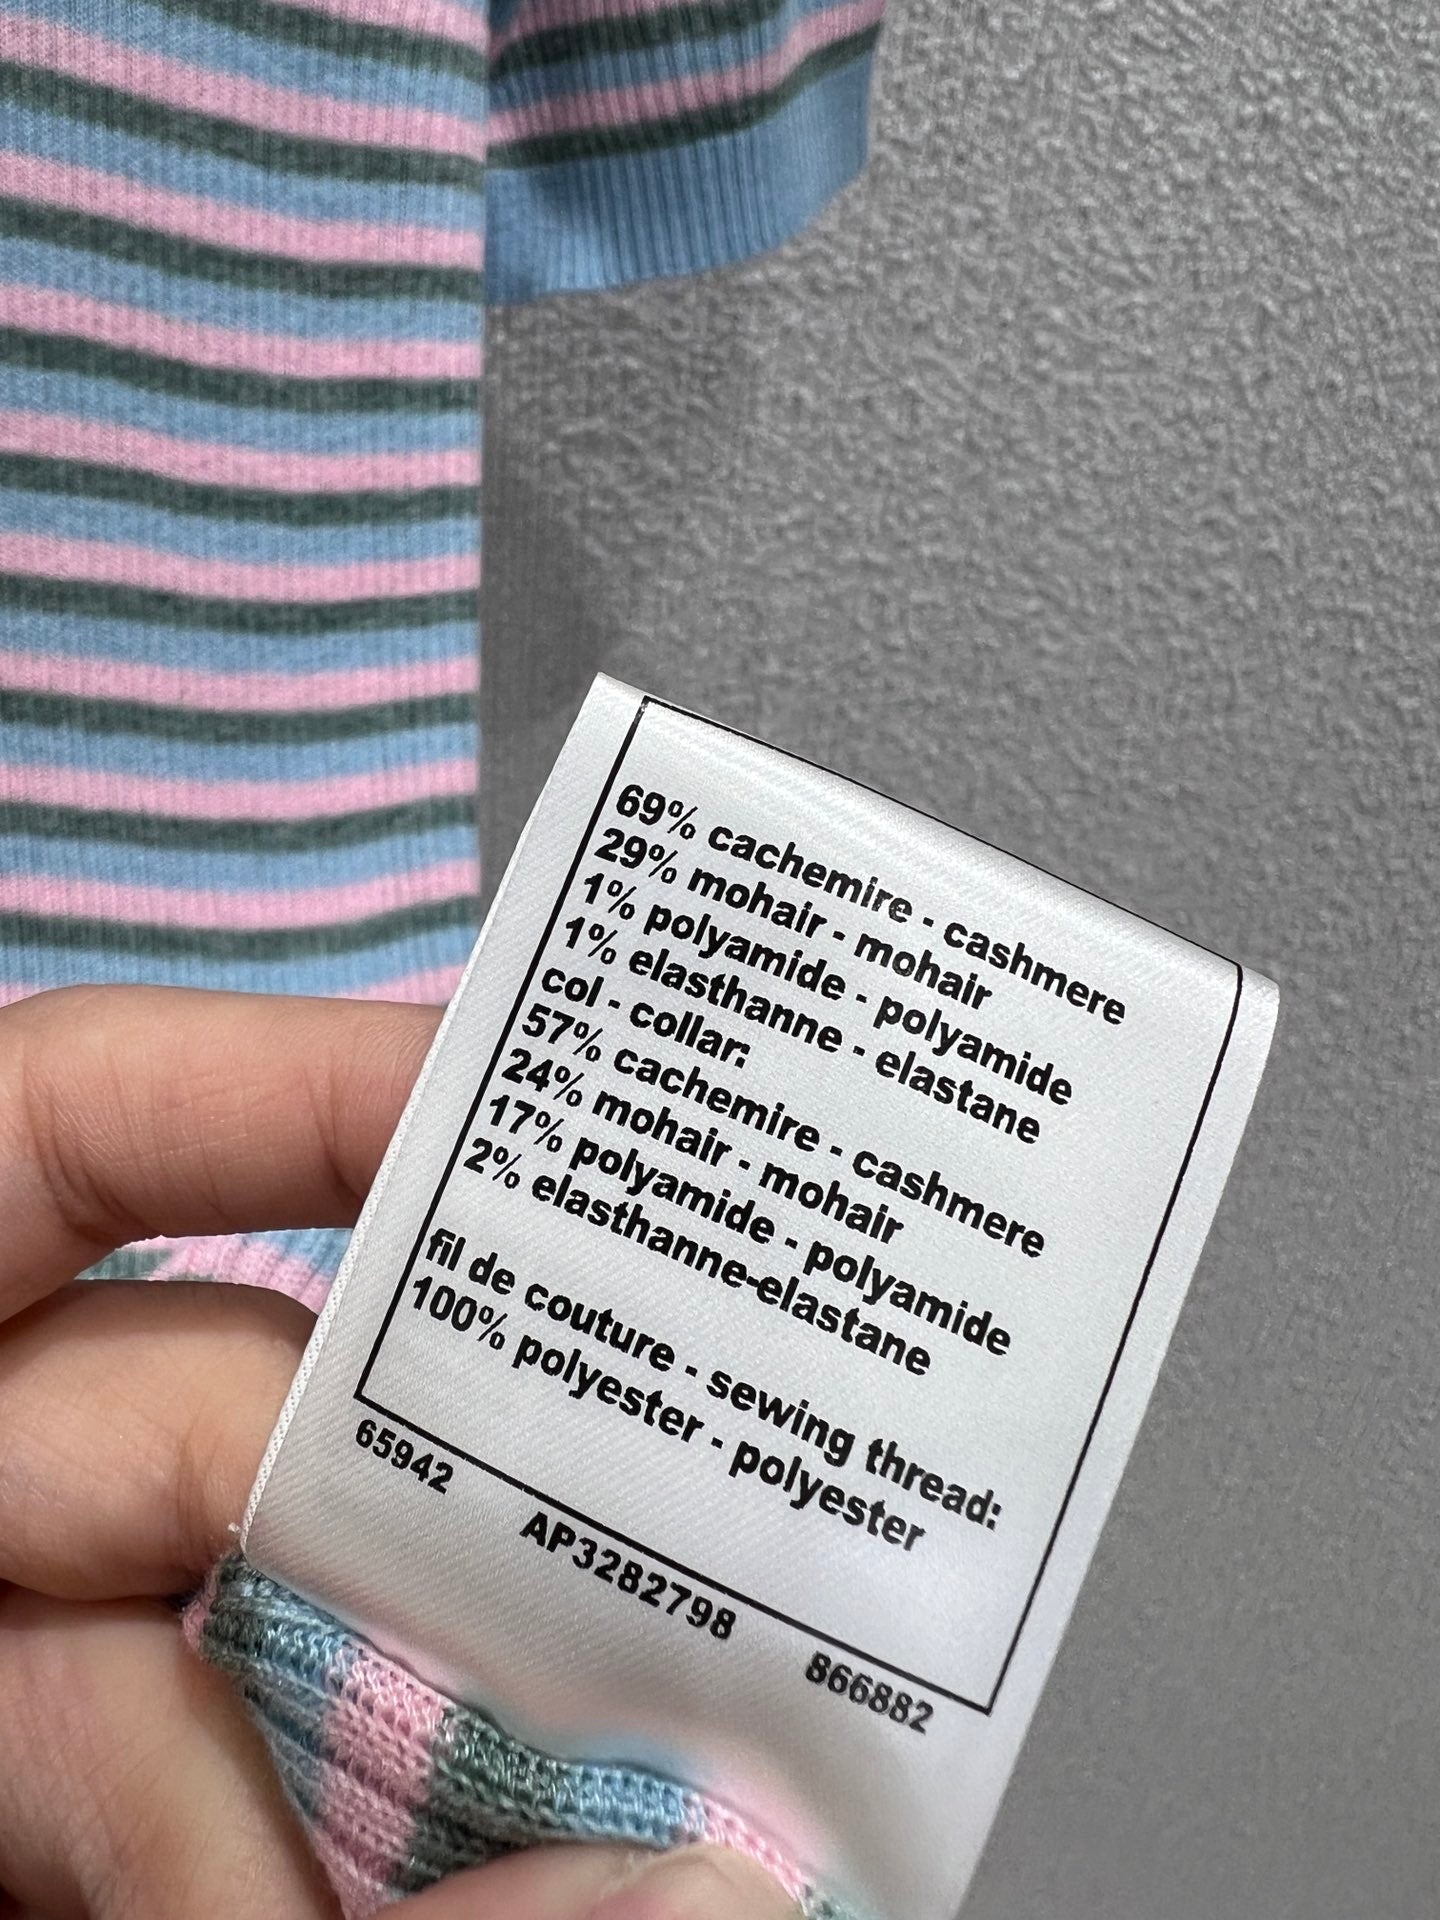 69% cachemire - cashmere
29% mohair - mohair
1% polyamide - polyamide
1% elasthanne - elastane
col - collar:
57% cachemire - cashmere
24% mohair - mohair
17% polyamide - polyamide
2% elasthanne-elastane
fil de couture - sewing thread:
100% polyester - polyester
65942 AP3282798 866882